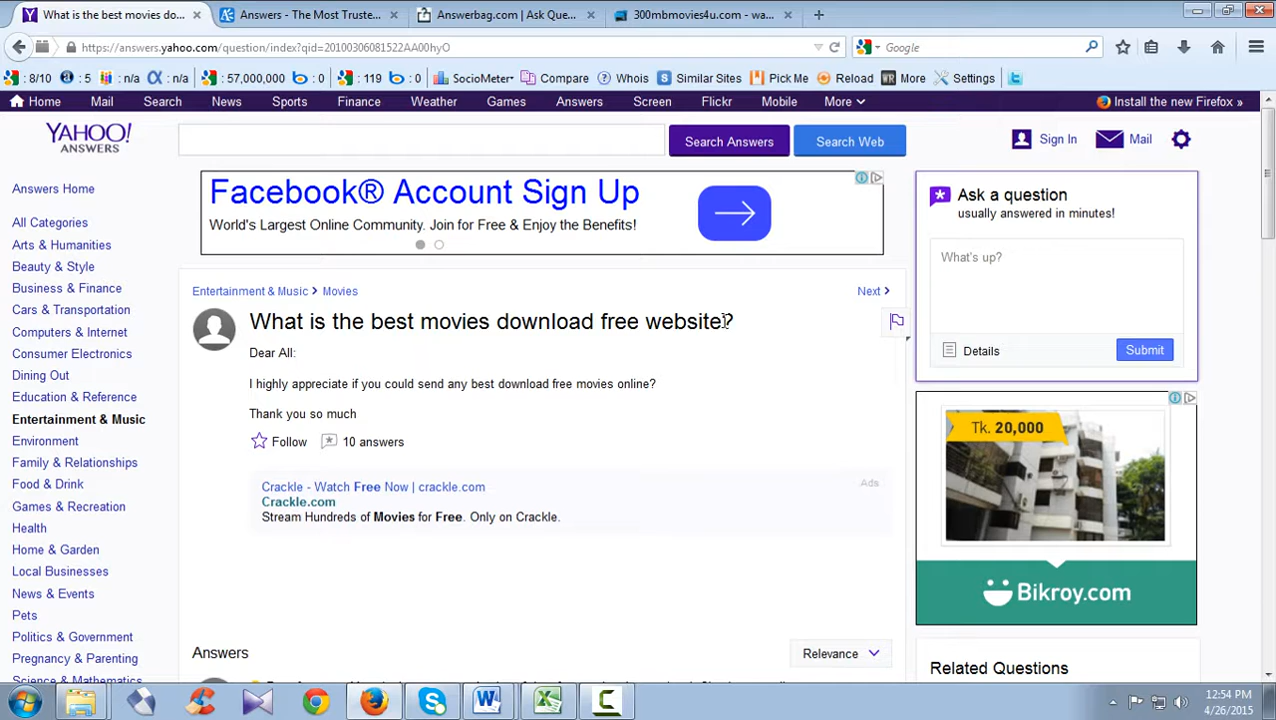 What is the best movies do...
Answers - The Most Truste...
Answerbag.com | Ask Que...
300mbmovies4u.com - wa...
https://answers.yahoo.com/question/index?qid=20100306081522AA00hyO
Google
: 8/10 : 5 : n/a : n/a : 57,000,000 : 0 : 119 : 0 : SocioMeter Compare Whois Similar Sites Pick Me Reload More Settings
Home Mail Search News Sports Finance Weather Games Answers Screen Flickr Mobile More Install the new Firefox »
YAHOO!
ANSWERS
Search Answers Search Web Sign In Mail
Answers Home
All Categories
Arts & Humanities
Beauty & Style
Business & Finance
Cars & Transportation
Computers & Internet
Consumer Electronics
Dining Out
Education & Reference
Entertainment & Music
Environment
Family & Relationships
Food & Drink
Games & Recreation
Health
Home & Garden
Local Businesses
News & Events
Pets
Politics & Government
Pregnancy & Parenting
Science & Mathematics
Facebook® Account Sign Up
World's Largest Online Community. Join for Free & Enjoy the Benefits!
Entertainment & Music > Movies Next >
What is the best movies download free website?
Dear All:
I highly appreciate if you could send any best download free movies online?
Thank you so much
Follow 10 answers
Crackle - Watch Free Now | crackle.com Ads
Crackle.com
Stream Hundreds of Movies for Free. Only on Crackle.
Answers Relevance
Ask a question
usually answered in minutes!
What's up?
Details Submit
Tk. 20,000
Bikroy.com
Related Questions
12:54 PM
4/26/2015